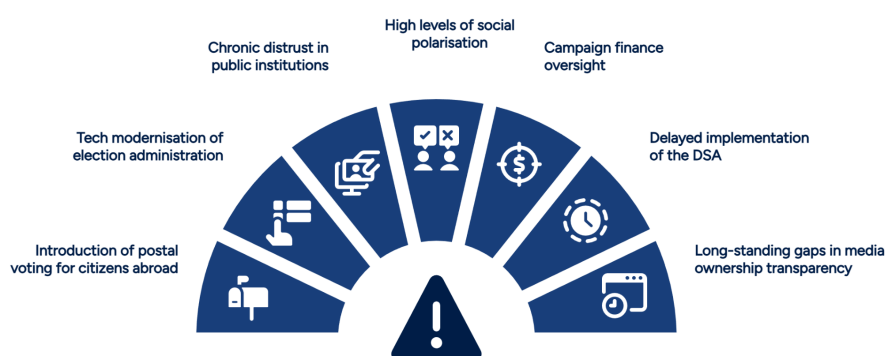 High levels of social
polarisation
Chronic distrust in
public institutions
Campaign finance
oversight
Tech modernisation of
election administration
Delayed implementation
of the DSA
Introduction of postal
voting for citizens abroad
Long-standing gaps in media
ownership transparency